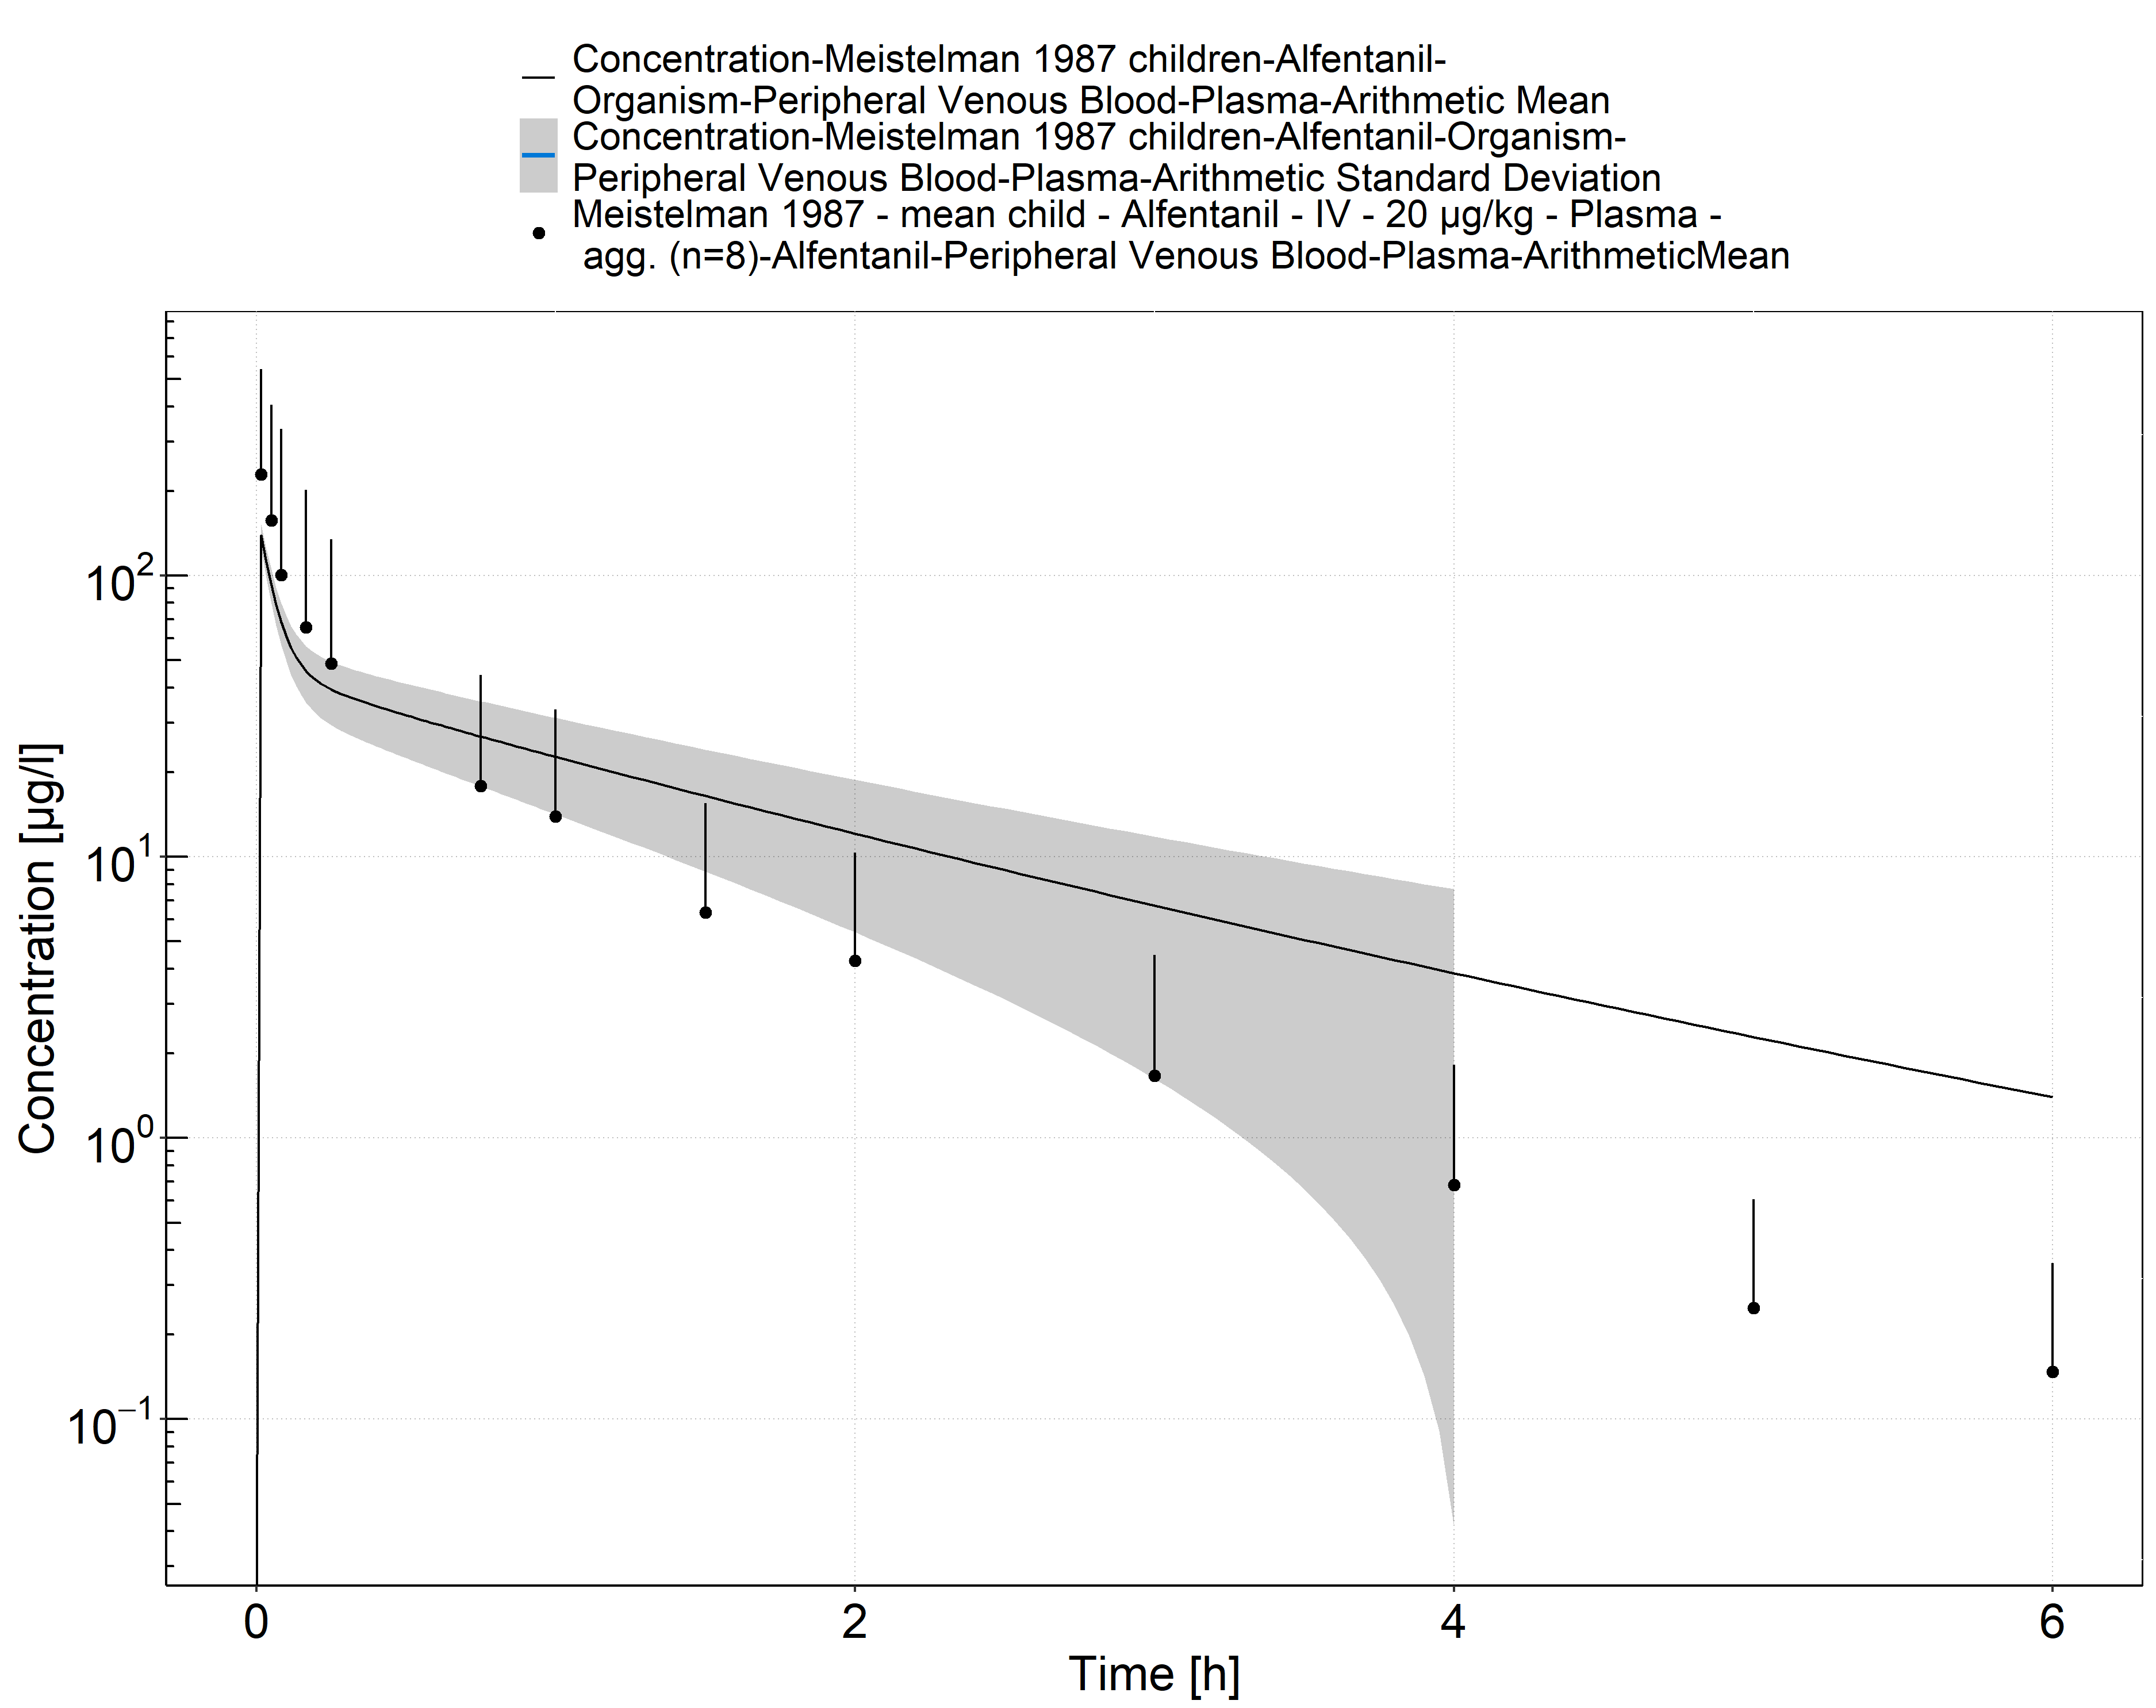 Concentration-Meistelman 1987 children-Alfentanil-
Organism-Peripheral Venous Blood-Plasma-Arithmetic Mean
Concentration-Meistelman 1987 children-Alfentanil-Organism-
Peripheral Venous Blood-Plasma-Arithmetic Standard Deviation
Meistelman 1987 - mean child - Alfentanil - IV - 20 µg/kg - Plasma -
agg. (n=8)-Alfentanil-Peripheral Venous Blood-Plasma-ArithmeticMean
Concentration [µg/l]
10²
10¹
10⁰
10⁻¹
0 2 4 6
Time [h]